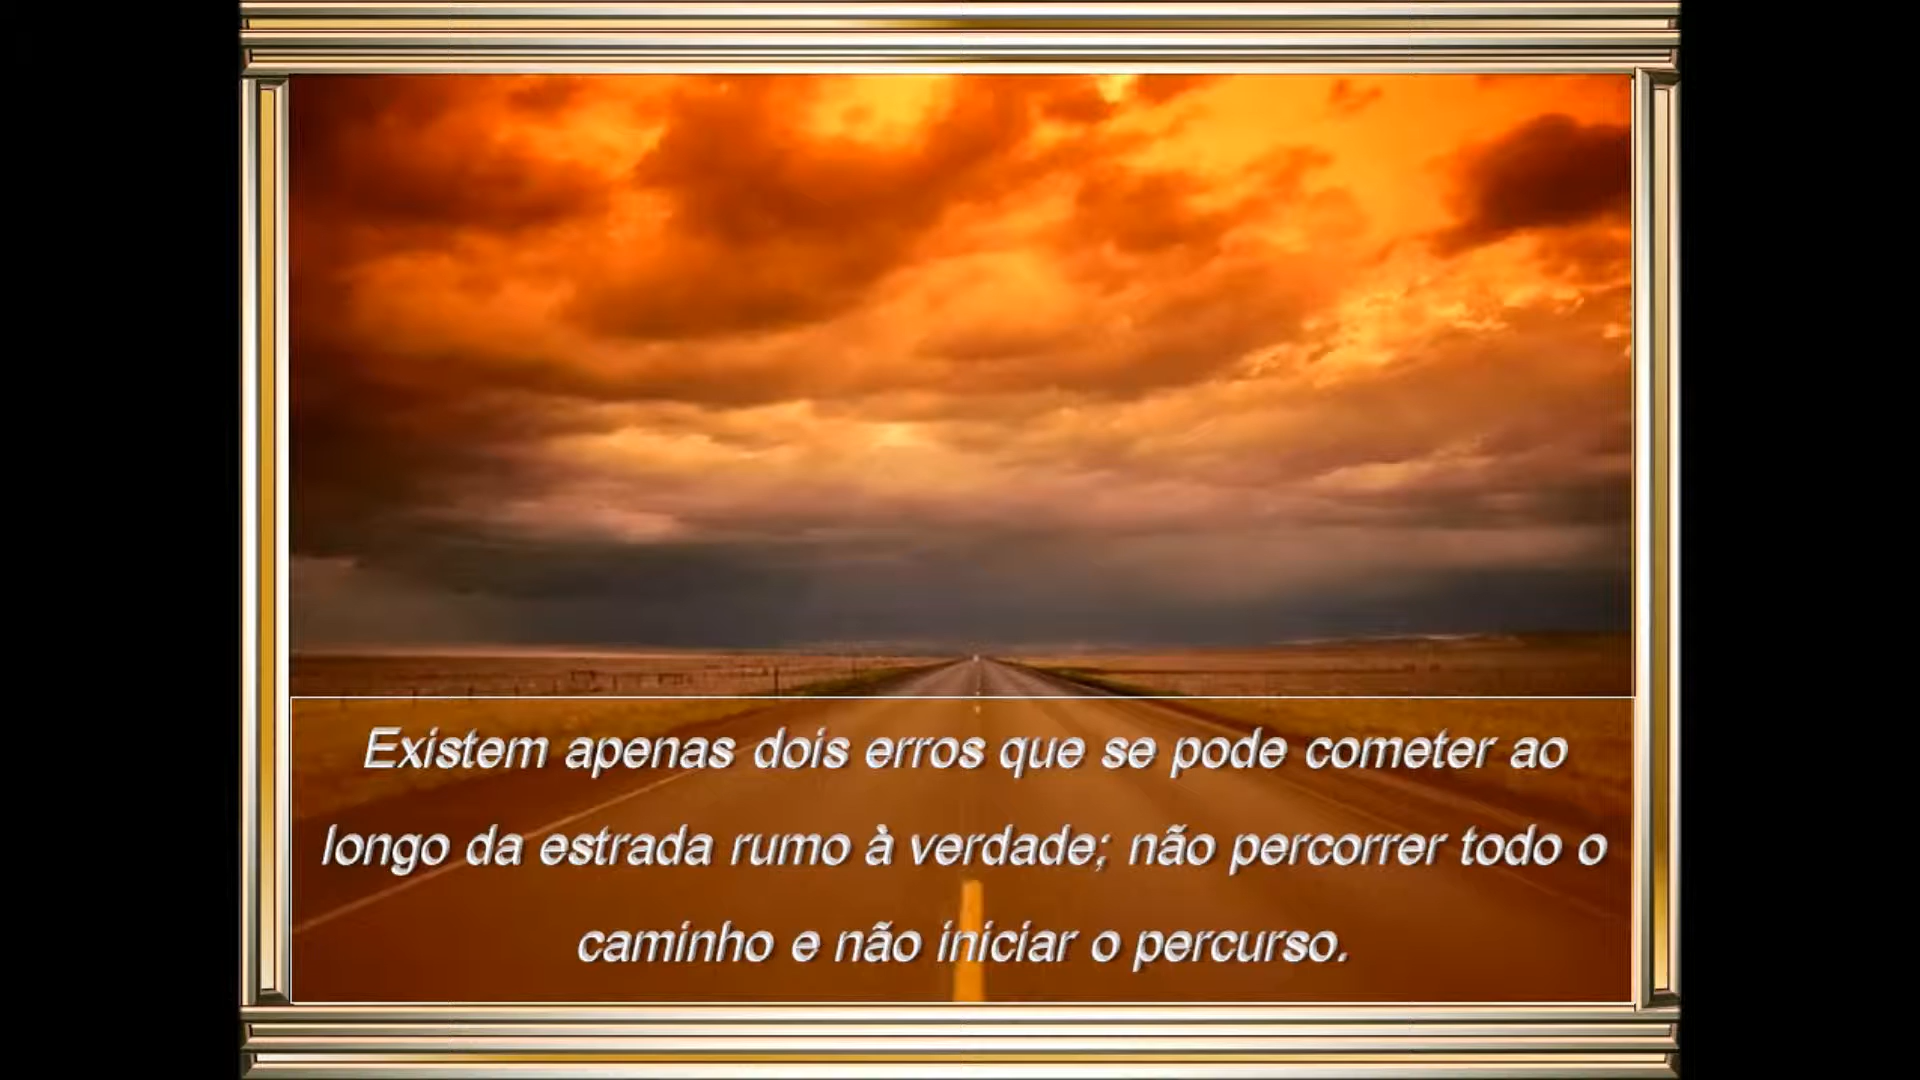 Existem apenas dois erros que se pode cometer ao
longo da estrada rumo à verdade; não percorrer todo o
caminho e não iniciar o percurso.